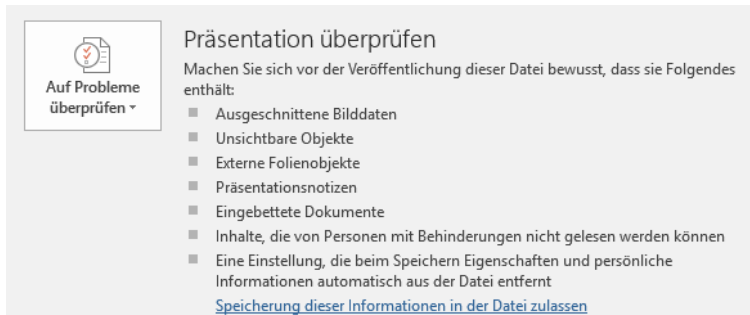 Auf Probleme
überprüfen
Präsentation überprüfen
Machen Sie sich vor der Veröffentlichung dieser Datei bewusst, dass sie Folgendes
enthält:
Ausgeschnittene Bilddaten
Unsichtbare Objekte
Externe Folienobjekte
Präsentationsnotizen
Eingebettete Dokumente
Inhalte, die von Personen mit Behinderungen nicht gelesen werden können
Eine Einstellung, die beim Speichern Eigenschaften und persönliche
Informationen automatisch aus der Datei entfernt
Speicherung dieser Informationen in der Datei zulassen